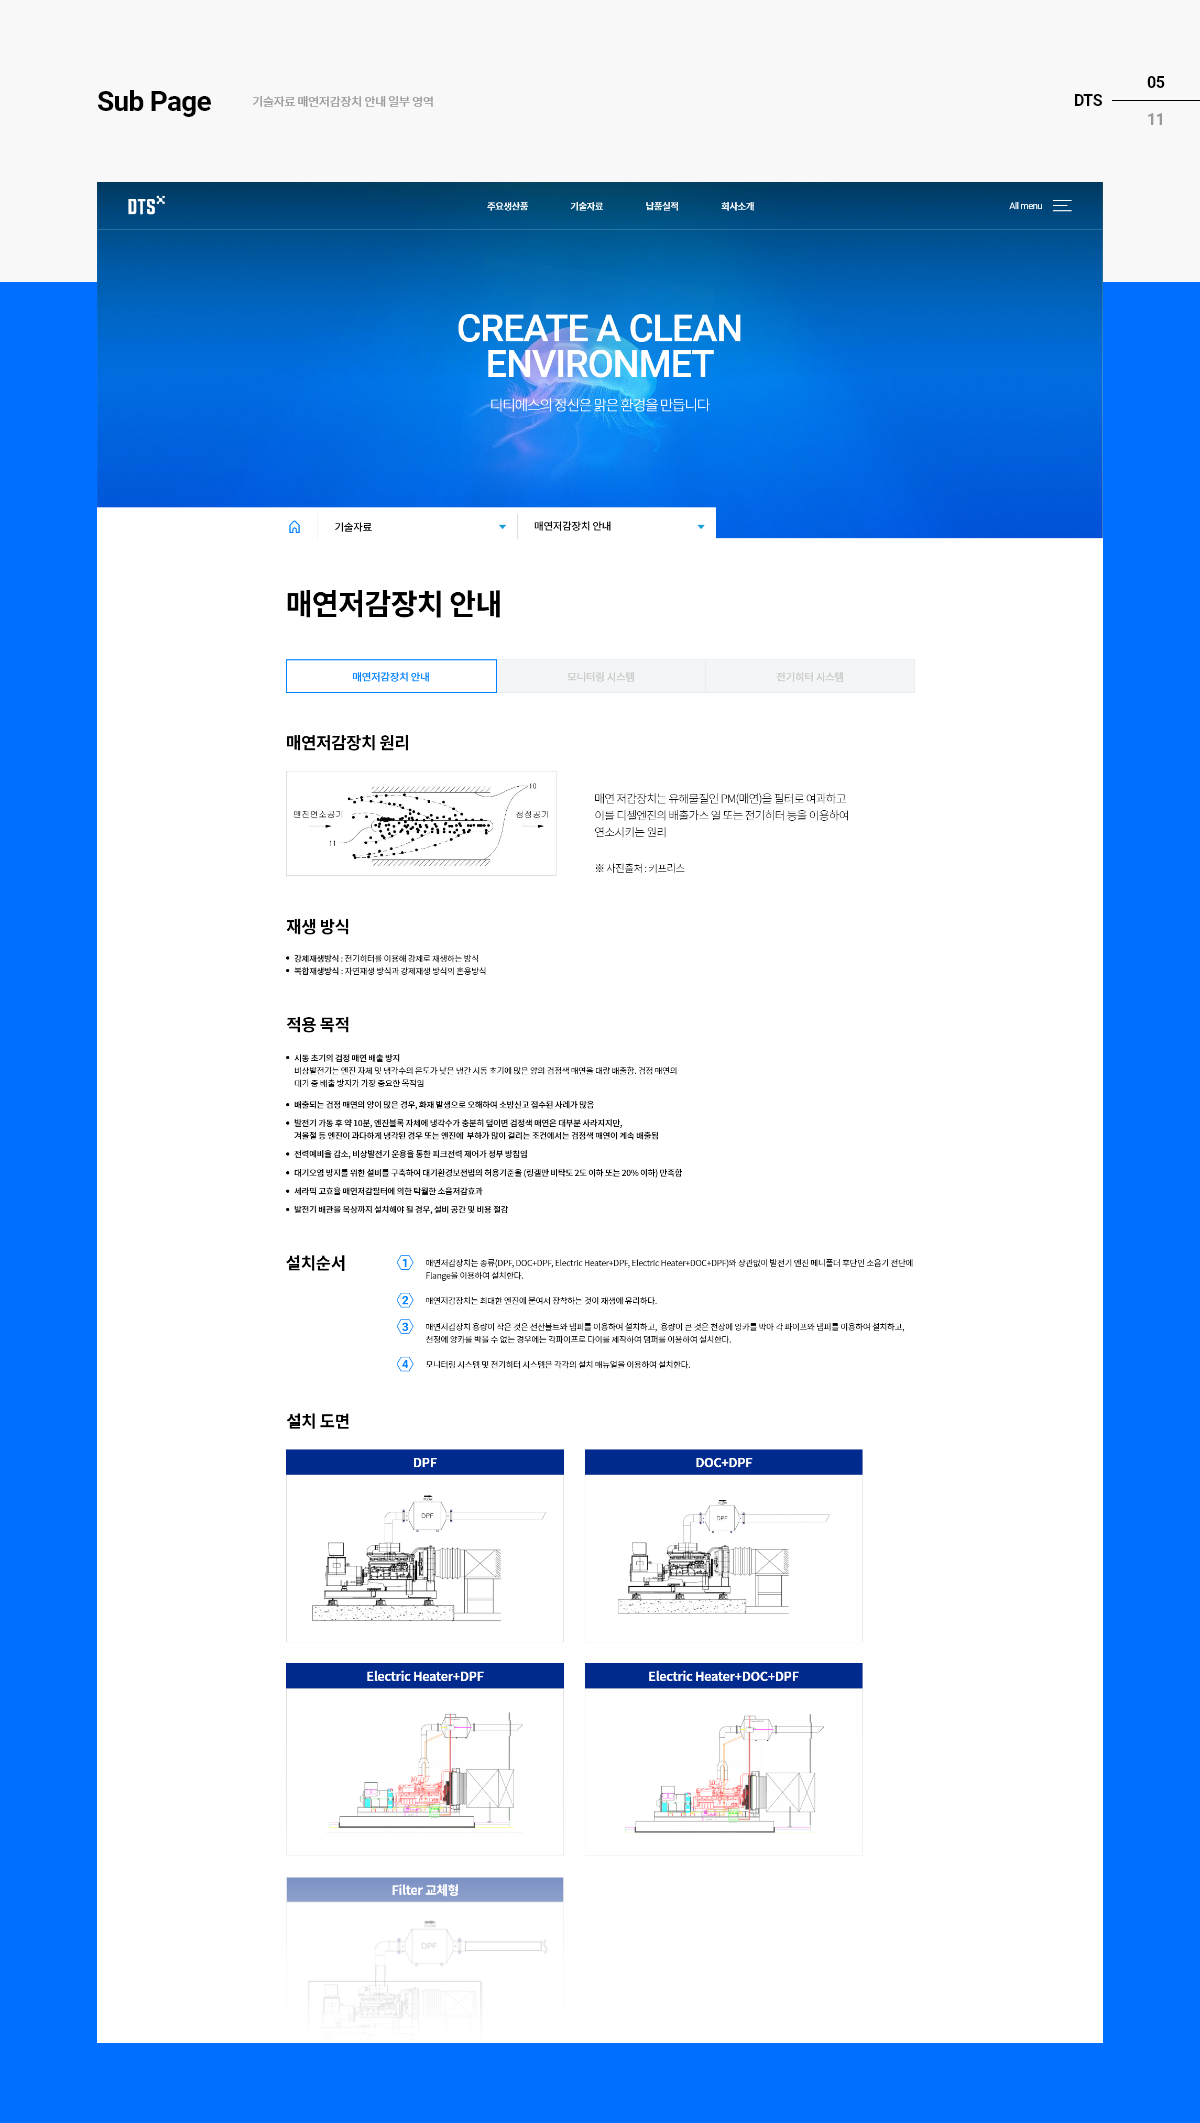 Sub Page
기술자료 매연저감장치 안내 일부 영역
DTS
05
11
DTS
주요생산품
기술자료
납품실적
회사소개
All menu
CREATE A CLEAN
ENVIRONMET
디티에스의 정신은 맑은 환경을 만듭니다
기술자료
매연저감장치 안내
매연저감장치 안내
매연저감장치 안내
모니터링 시스템
전기히터 시스템
매연저감장치 원리
10
엔진연소공기
청정공기
11
매연 저감장치는 유해물질인 PM(매연)을 필터로 여과하고
이를 디젤엔진의 배출가스 열 또는 전기히터 등을 이용하여
연소시키는 원리
※ 사진출처 : 키프리스
재생 방식
강제재생방식 : 전기히터를 이용해 강제로 재생하는 방식
복합재생방식 : 자연재생 방식과 강제재생 방식의 혼용방식
적용 목적
시동 초기의 검정 매연 배출 방지
비상발전기는 엔진 자체 및 냉각수의 온도가 낮은 냉간 시동 초기에 많은 양의 검정색 매연을 대량 배출함. 검정 매연의
대기 중 배출 방지가 가장 중요한 목적임
배출되는 검정 매연의 양이 많은 경우, 화재 발생으로 오해하여 소방신고 접수된 사례가 많음
발전기 가동 후 약 10분, 엔진블록 자체에 냉각수가 충분히 덮이면 검정색 매연은 대부분 사라지지만,
겨울철 등 엔진이 과다하게 냉각된 경우 또는 엔진에 부하가 많이 걸리는 조건에서는 검정색 매연이 계속 배출됨
전력예비율 감소, 비상발전기 운용을 통한 피크전력 제어가 정부 방침임
대기오염 방지를 위한 설비를 구축하여 대기환경보전법의 허용기준을 (링겔만 비탁도 2도 이하 또는 20% 이하) 만족함
세라믹 고효율 매연저감필터에 의한 탁월한 소음저감효과
발전기 배관을 옥상까지 설치해야 될 경우, 설비 공간 및 비용 절감
설치순서
1
매연저감장치는 종류(DPF, DOC+DPF, Electric Heater+DPF, Electric Heater+DOC+DPF)와 상관없이 발전기 엔진 메니폴더 후단인 소음기 전단에
Flange을 이용하여 설치한다.
2
매연저감장치는 최대한 엔진에 붙여서 장착하는 것이 재생에 유리하다.
3
매연저감장치 용량이 작은 것은 전산볼트와 댐퍼를 이용하여 설치하고, 용량이 큰 것은 천장에 앙카를 박아 각 파이프와 댐퍼를 이용하여 설치하고,
천정에 앙카를 박을 수 없는 경우에는 각파이프로 다이를 제작하여 댐퍼를 이용하여 설치한다.
4
모니터링 시스템 및 전기히터 시스템은 각각의 설치 매뉴얼을 이용하여 설치한다.
설치 도면
DPF
DOC+DPF
DPF
DPF
Electric Heater+DPF
Electric Heater+DOC+DPF
Filter 교체형
DPF